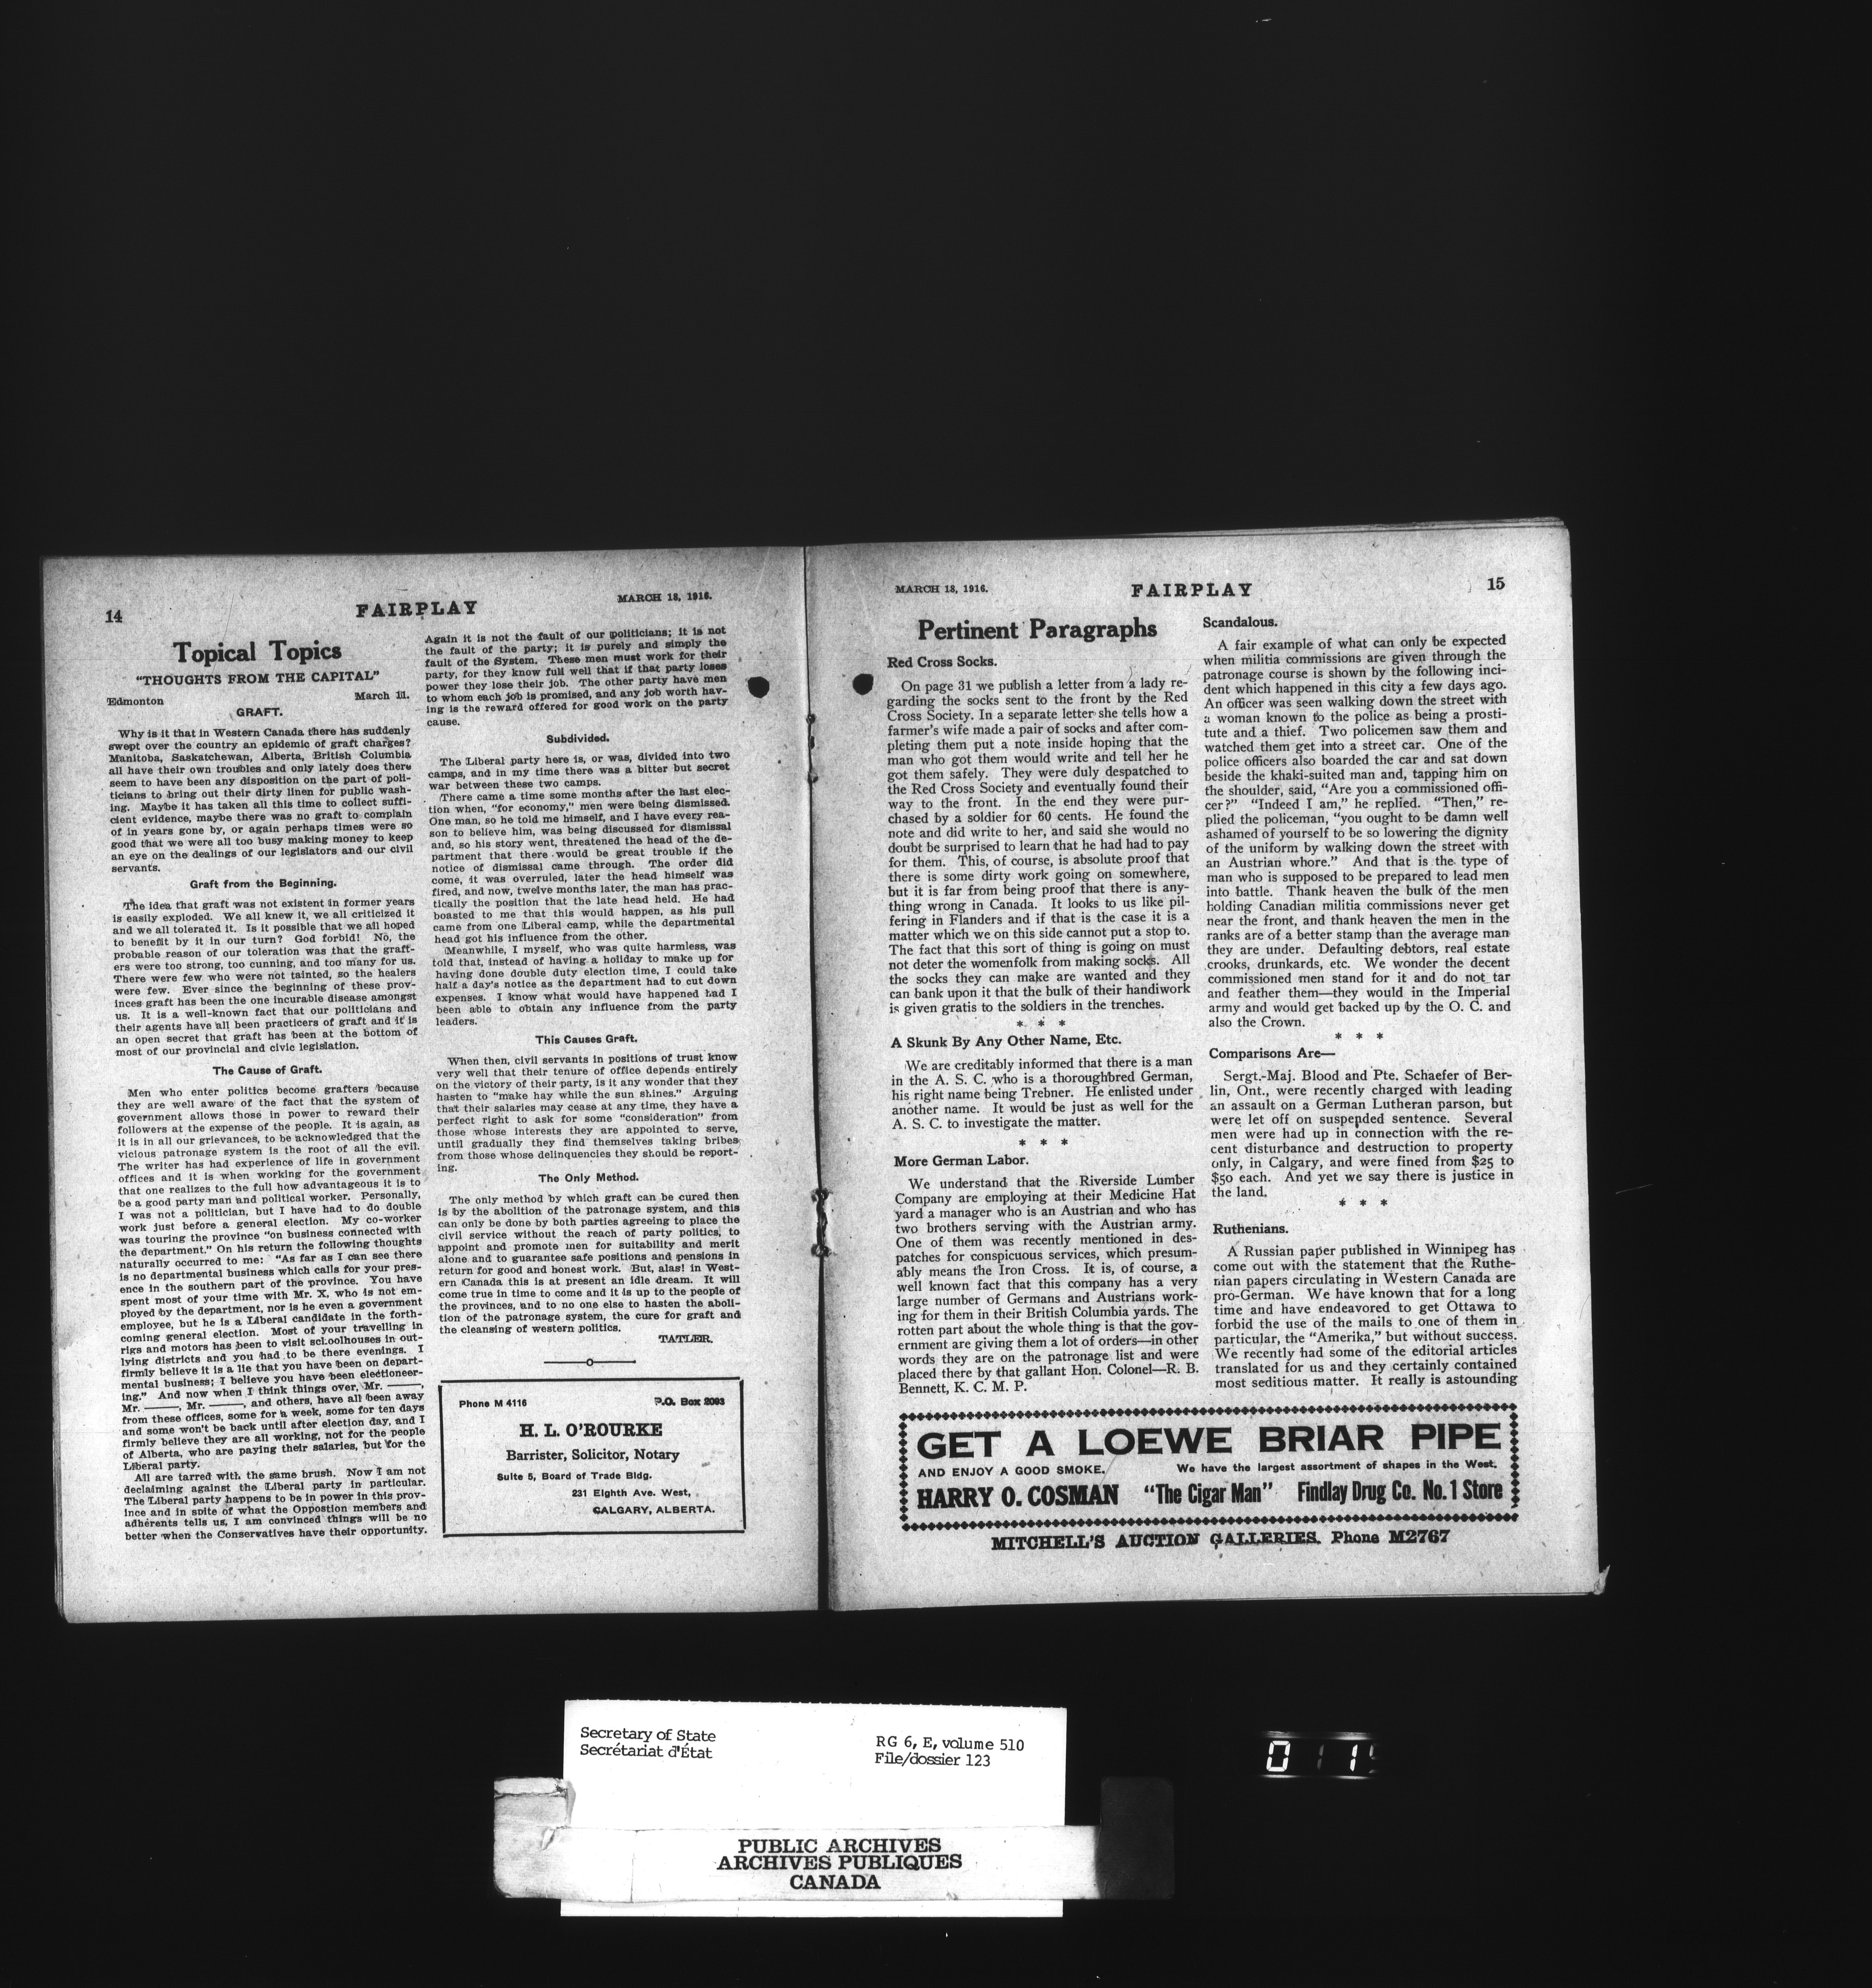 14
FAIRPLAY
MARCH 18, 1916.
Topical Topics
"THOUGHTS FROM THE CAPITAL"
Edmonton
March 11.
GRAFT.
Why is it that in Western Canada there has suddenly
swept over the country an epidemic of graft charges?
Manitoba, Saskatchewan, Alberta, British Columbia
all have their own troubles and only lately does there
seem to have been any disposition on the part of poli-
ticians to bring out their dirty linen for public wash-
ing. Maybe it has taken all this time to collect suffi-
cient evidence, maybe there was no graft to complain
of in years gone by, or again perhaps times were so
good that we were all too busy making money to keep
an eye on the dealings of our legislators and our civil
servants.
Graft from the Beginning.
The idea that graft was not existent in former years
is easily exploded. We all knew it, we all criticized it
and we all tolerated it. Is it possible that we all hoped
to benefit by it in our turn? God forbid! No, the
probable reason of our toleration was that the graft-
ers were too strong, too cunning, and too many for us.
There were few who were not tainted, so the healers
were few. Ever since the beginning of these prov-
inces graft has been the one incurable disease amongst
us. It is a well-known fact that our politicians and
their agents have all been practicers of graft and it is
an open secret that graft has been at the bottom of
most of our provincial and civic legislation.
The Cause of Graft.
Men who enter politics become grafters because
they are well aware of the fact that the system of
government allows those in power to reward their
followers at the expense of the people. It is again, as
it is in all our grievances, to be acknowledged that the
vicious patronage system is the root of all the evil.
The writer has had experience of life in government
offices and it is when working for the government
that one realizes to the full how advantageous it is to
be a good party man and political worker. Personally,
I was not a politician, but I have had to do double
work just before a general election. My co-worker
was touring the province "on business connected with
the department." On his return the following thoughts
naturally occurred to me: "As far as I can see there
is no departmental business which calls for your pres-
ence in the southern part of the province. You have
spent most of your time with Mr. X, who is not em-
ployed by the department, nor is he even a government
employee, but he is a Liberal candidate in the forth-
coming general election. Most of your travelling in
rigs and motors has been to visit schoolhouses in out-
lying districts and you had to be there evenings. I
firmly believe it is a lie that you have been on depart-
mental business; I believe you have been electioneer-
ing." And now when I think things over, Mr. ———,
Mr. ———, Mr. ———, and others, have all been away
from these offices, some for a week, some for ten days
and some won't be back until after election day, and I
firmly believe they are all working, not for the people
of Alberta, who are paying their salaries, but for the
Liberal party.
All are tarred with the same brush. Now I am not
declaiming against the Liberal party in particular.
The Liberal party happens to be in power in this prov-
ince and in spite of what the Oppostion members and
adherents tells us, I am convinced things will be no
better when the Conservatives have their opportunity.
Again it is not the fault of our politicians; it is not
the fault of the party; it is purely and simply the
fault of the System. These men must work for their
party, for they know full well that if that party loses
power they lose their job. The other party have men
to whom each job is promised, and any job worth hav-
ing is the reward offered for good work on the party
cause.
Subdivided.
The Liberal party here is, or was, divided into two
camps, and in my time there was a bitter but secret
war between these two camps.
There came a time some months after the last elec-
tion when, "for economy," men were being dismissed.
One man, so he told me himself, and I have every rea-
son to believe him, was being discussed for dismissal
and, so his story went, threatened the head of the de-
partment that there would be great trouble if the
notice of dismissal came through. The order did
come, it was overruled, later the head himself was
fired, and now, twelve months later, the man has prac-
tically the position that the late head held. He had
boasted to me that this would happen, as his pull
came from one Liberal camp, while the departmental
head got his influence from the other.
Meanwhile, I myself, who was quite harmless, was
told that, instead of having a holiday to make up for
having done double duty election time, I could take
half a day's notice as the department had to cut down
expenses. I know what would have happened had I
been able to obtain any influence from the party
leaders.
This Causes Graft.
When then, civil servants in positions of trust know
very well that their tenure of office depends entirely
on the victory of their party, is it any wonder that they
hasten to "make hay while the sun shines." Arguing
that their salaries may cease at any time, they have a
perfect right to ask for some "consideration" from
those whose interests they are appointed to serve,
until gradually they find themselves taking bribes
from those whose delinquencies they should be report-
ing.
The Only Method.
The only method by which graft can be cured then
is by the abolition of the patronage system, and this
can only be done by both parties agreeing to place the
civil service without the reach of party politics, to
appoint and promote men for suitability and merit
alone and to guarantee safe positions and pensions in
return for good and honest work. But, alas! in West-
ern Canada this is at present an idle dream. It will
come true in time to come and it is up to the people of
the provinces, and to no one else to hasten the aboli-
tion of the patronage system, the cure for graft and
the cleansing of western politics.
TATLER.
Phone M 4116
P.O. Box 2093
H. L. O'ROURKE
Barrister, Solicitor, Notary
Suite 5, Board of Trade Bldg.
231 Eighth Ave. West,
CALGARY, ALBERTA.
MARCH 18, 1916.
FAIRPLAY
15
Pertinent Paragraphs
Red Cross Socks.
On page 31 we publish a letter from a lady re-
garding the socks sent to the front by the Red
Cross Society. In a separate letter she tells how a
farmer's wife made a pair of socks and after com-
pleting them put a note inside hoping that the
man who got them would write and tell her he
got them safely. They were duly despatched to
the Red Cross Society and eventually found their
way to the front. In the end they were pur-
chased by a soldier for 60 cents. He found the
note and did write to her, and said she would no
doubt be surprised to learn that he had had to pay
for them. This, of course, is absolute proof that
there is some dirty work going on somewhere,
but it is far from being proof that there is any-
thing wrong in Canada. It looks to us like pil-
fering in Flanders and if that is the case it is a
matter which we on this side cannot put a stop to.
The fact that this sort of thing is going on must
not deter the womenfolk from making socks. All
the socks they can make are wanted and they
can bank upon it that the bulk of their handiwork
is given gratis to the soldiers in the trenches.
* * *
A Skunk By Any Other Name, Etc.
We are creditably informed that there is a man
in the A. S. C. who is a thoroughbred German,
his right name being Trebner. He enlisted under
another name. It would be just as well for the
A. S. C. to investigate the matter.
* * *
More German Labor.
We understand that the Riverside Lumber
Company are employing at their Medicine Hat
yard a manager who is an Austrian and who has
two brothers serving with the Austrian army.
One of them was recently mentioned in des-
patches for conspicuous services, which presum-
ably means the Iron Cross. It is, of course, a
well known fact that this company has a very
large number of Germans and Austrians work-
ing for them in their British Columbia yards. The
rotten part about the whole thing is that the gov-
ernment are giving them a lot of orders—in other
words they are on the patronage list and were
placed there by that gallant Hon. Colonel—R. B.
Bennett, K. C. M. P.
Scandalous.
A fair example of what can only be expected
when militia commissions are given through the
patronage course is shown by the following inci-
dent which happened in this city a few days ago.
An officer was seen walking down the street with
a woman known to the police as being a prosti-
tute and a thief. Two policemen saw them and
watched them get into a street car. One of the
police officers also boarded the car and sat down
beside the khaki-suited man and, tapping him on
the shoulder, said, "Are you a commissioned offi-
cer?" "Indeed I am," he replied. "Then," re-
plied the policeman, "you ought to be damn well
ashamed of yourself to be so lowering the dignity
of the uniform by walking down the street with
an Austrian whore." And that is the type of
man who is supposed to be prepared to lead men
into battle. Thank heaven the bulk of the men
holding Canadian militia commissions never get
near the front, and thank heaven the men in the
ranks are of a better stamp than the average man
they are under. Defaulting debtors, real estate
crooks, drunkards, etc. We wonder the decent
commissioned men stand for it and do not tar
and feather them—they would in the Imperial
army and would get backed up by the O. C. and
also the Crown.
* * *
Comparisons Are—
Sergt.-Maj. Blood and Pte. Schaefer of Ber-
lin, Ont., were recently charged with leading
an assault on a German Lutheran parson, but
were let off on suspended sentence. Several
men were had up in connection with the re-
cent disturbance and destruction to property
only, in Calgary, and were fined from $25 to
$50 each. And yet we say there is justice in
the land.
* * *
Ruthenians.
A Russian paper published in Winnipeg has
come out with the statement that the Ruthe-
nian papers circulating in Western Canada are
pro-German. We have known that for a long
time and have endeavored to get Ottawa to
forbid the use of the mails to one of them in
particular, the "Amerika," but without success.
We recently had some of the editorial articles
translated for us and they certainly contained
most seditious matter. It really is astounding
GET A LOEWE BRIAR PIPE
AND ENJOY A GOOD SMOKE.
We have the largest assortment of shapes in the West.
HARRY O. COSMAN "The Cigar Man" Findlay Drug Co. No. 1 Store
MITCHELL'S AUCTION GALLERIES. Phone M2767
Secretary of State
Secrétariat d'État
RG 6, E, volume 510
File/dossier 123
PUBLIC ARCHIVES
ARCHIVES PUBLIQUES
CANADA